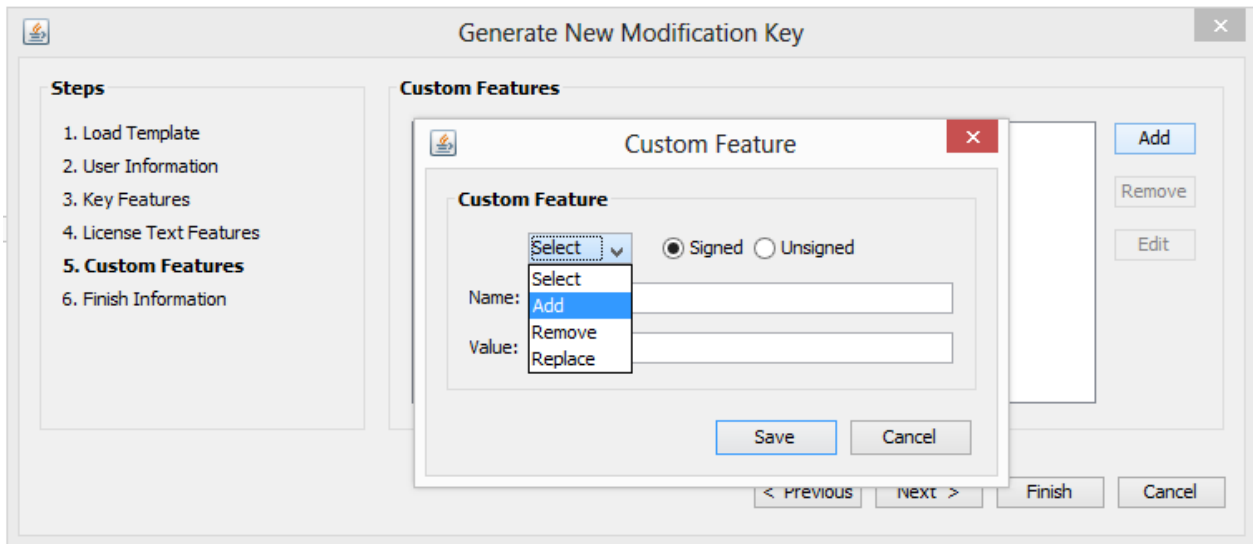 Generate New Modification Key
Steps
1. Load Template
2. User Information
3. Key Features
4. License Text Features
5. Custom Features
6. Finish Information
Custom Features
Add
Remove
Edit
Custom Feature
Custom Feature
Select
Signed
Unsigned
Select
Add
Remove
Replace
Name:
Value:
Save
Cancel
< Previous
Next >
Finish
Cancel